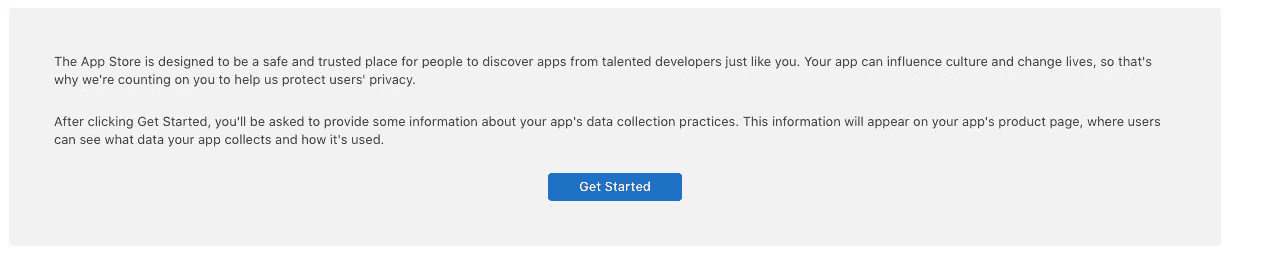 The App Store is designed to be a safe and trusted place for people to discover apps from talented developers just like you. Your app can influence culture and change lives, so that's
why we're counting on you to help us protect users' privacy.
After clicking Get Started, you'll be asked to provide some information about your app's data collection practices. This information will appear on your app's product page, where users
can see what data your app collects and how it's used.
Get Started